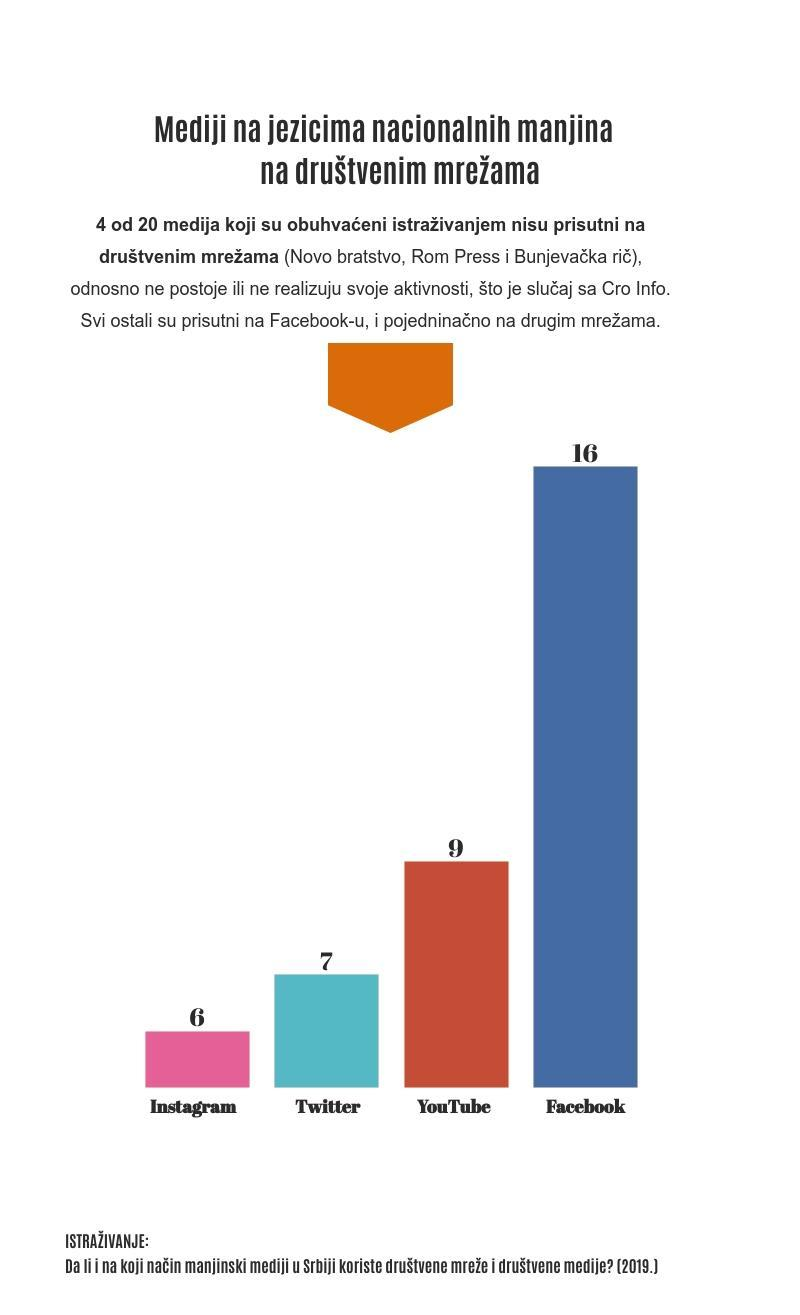 Mediji na jezicima nacionalnih manjina
na društvenim mrežama
4 od 20 medija koji su obuhvaćeni istraživanjem nisu prisutni na
društvenim mrežama (Novo bratstvo, Rom Press i Bunjevačka rič),
odnosno ne postoje ili ne realizuju svoje aktivnosti, što je slučaj sa Cro Info.
Svi ostali su prisutni na Facebook-u, i pojedninačno na drugim mrežama.
16
9
7
6
Instagram Twitter YouTube Facebook
ISTRAŽIVANJE:
Da li i na koji način manjinski mediji u Srbiji koriste društvene mreže i društvene medije? (2019.)